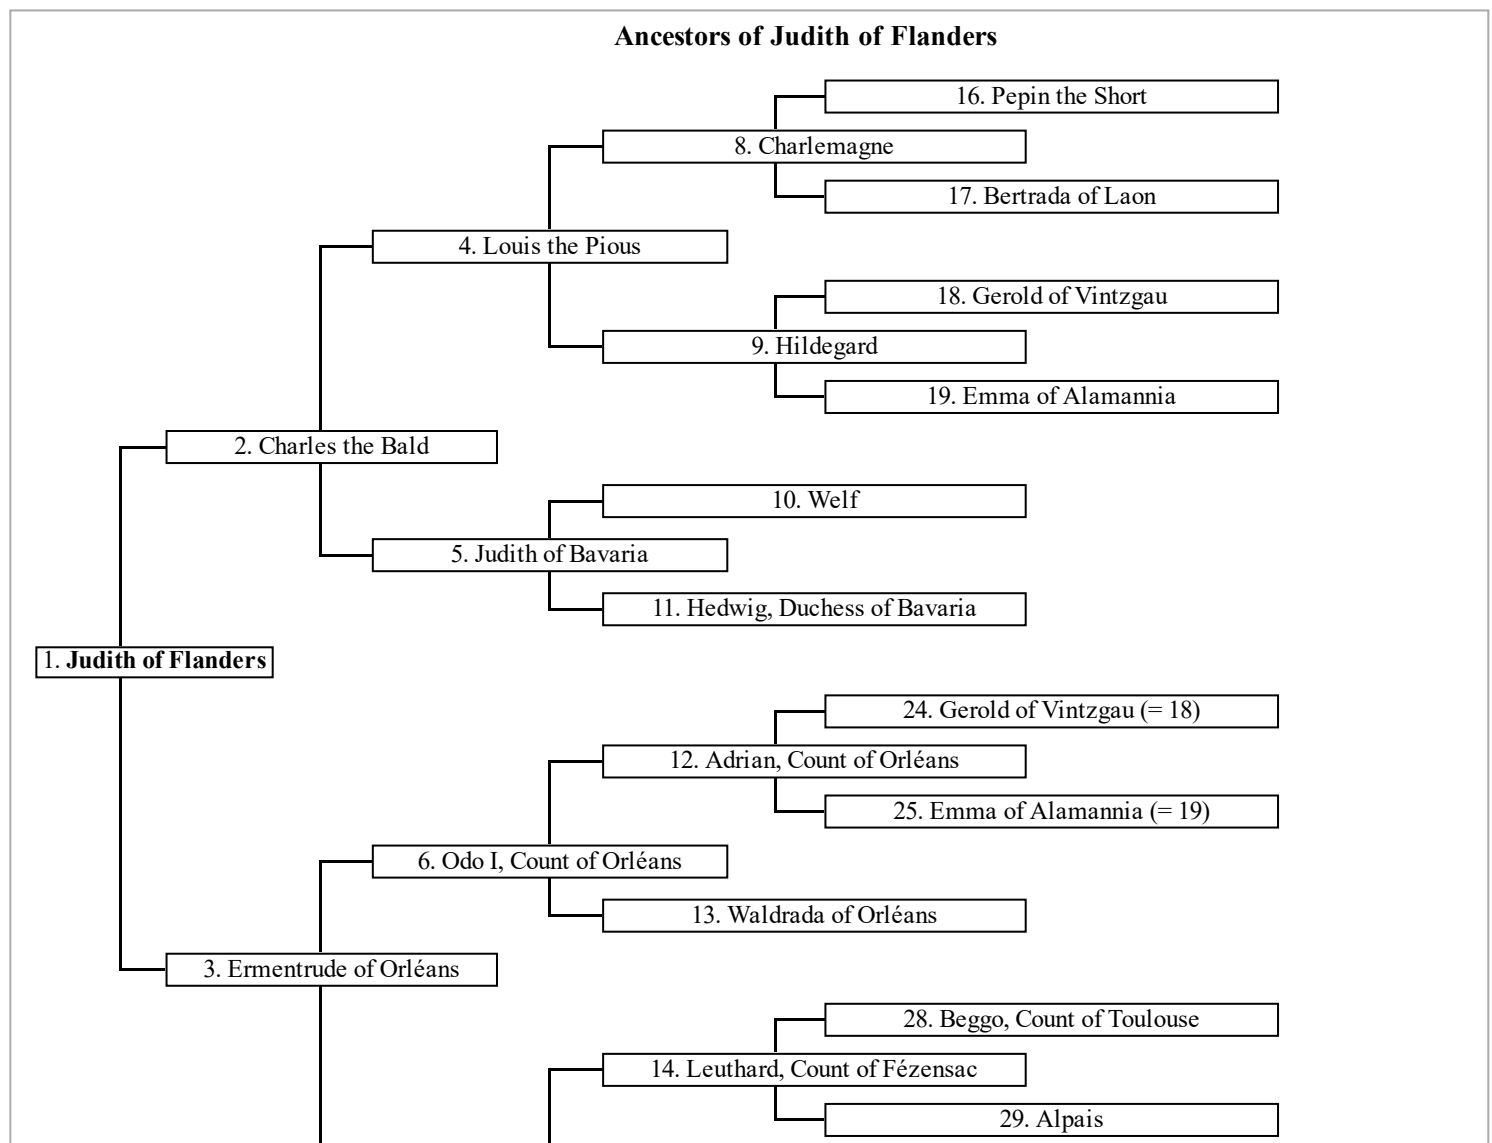 Ancestors of Judith of Flanders
16. Pepin the Short
8. Charlemagne
17. Bertrada of Laon
4. Louis the Pious
18. Gerold of Vintzgau
9. Hildegard
19. Emma of Alamannia
2. Charles the Bald
10. Welf
5. Judith of Bavaria
11. Hedwig, Duchess of Bavaria
1. Judith of Flanders
24. Gerold of Vintzgau (= 18)
12. Adrian, Count of Orléans
25. Emma of Alamannia (= 19)
6. Odo I, Count of Orléans
13. Waldrada of Orléans
3. Ermentrude of Orléans
28. Beggo, Count of Toulouse
14. Leuthard, Count of Fézensac
29. Alpais